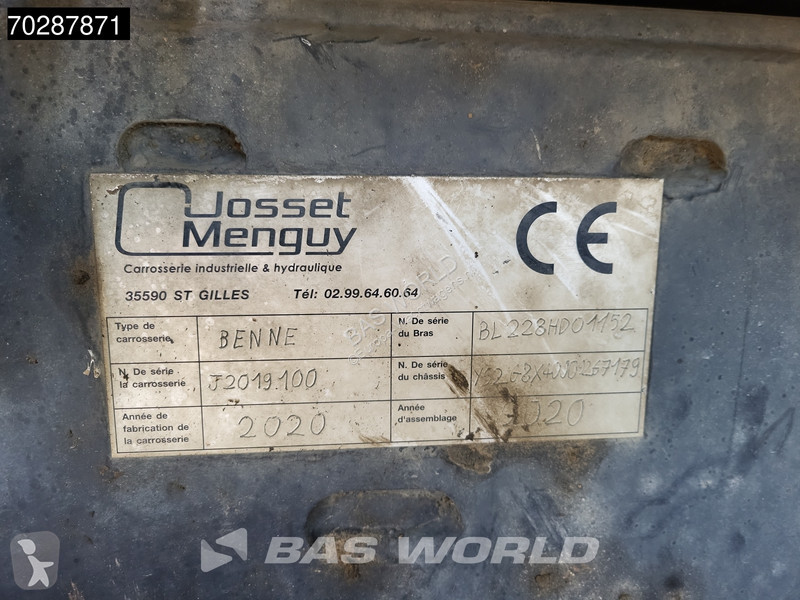 70287871
Josset
Menguy
Carrosserie industrielle & hydraulique
35590 ST GILLES Tél: 02.99.64.60.64
CE
Type de carrosserie BENNE
N. De série du Bras BL228HD01152
N. De série la carrosserie J2019.100
N. De série du châssis
Année de fabrication de la carrosserie 2020
Année d'assemblage 2020
BAS WORLD
BAS WORLD